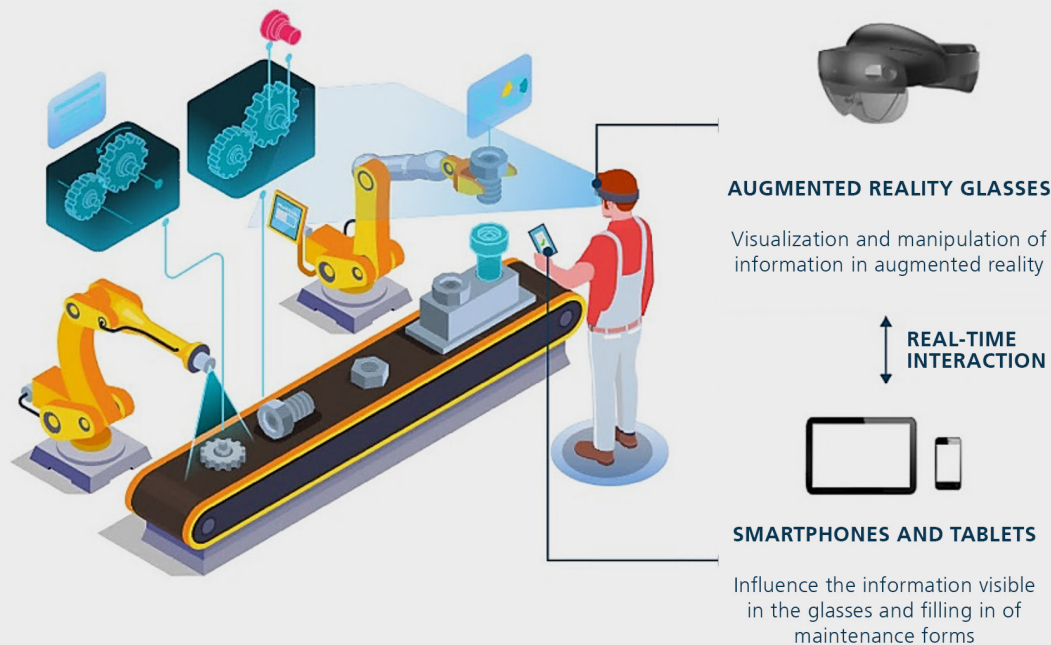 AUGMENTED REALITY GLASSES
Visualization and manipulation of
information in augmented reality
REAL-TIME
INTERACTION
SMARTPHONES AND TABLETS
Influence the information visible
in the glasses and filling in of
maintenance forms